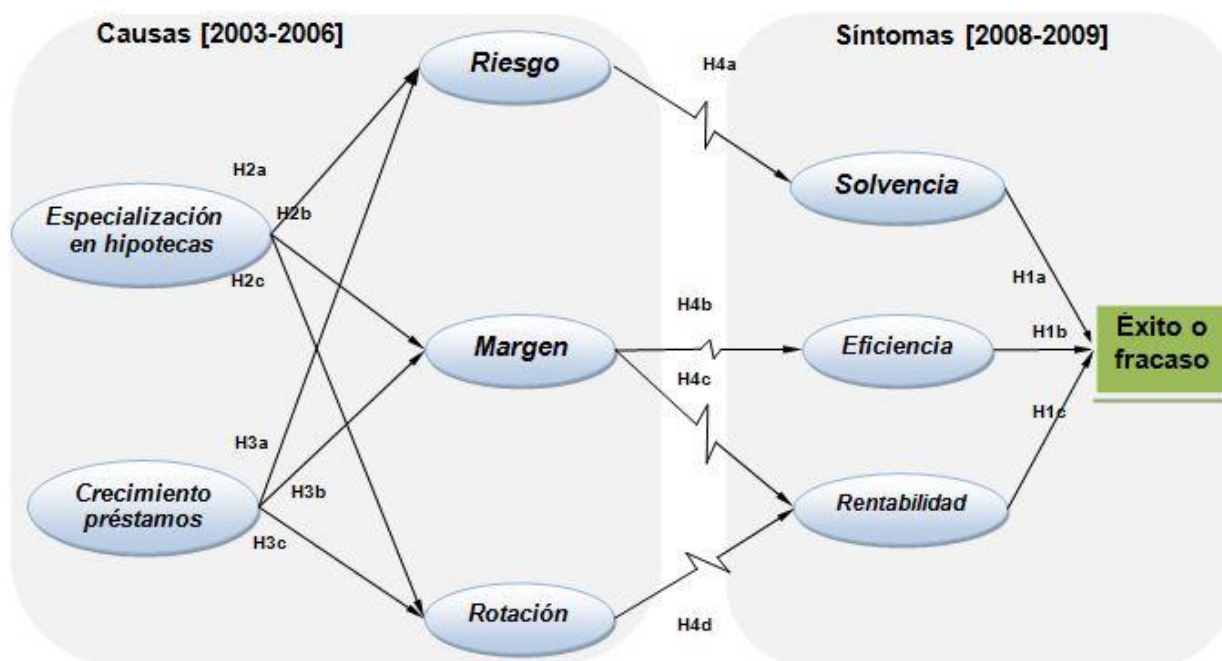 Causas [2003-2006]
Síntomas [2008-2009]
Riesgo
H4a
Solvencia
H2a
Especialización
en hipotecas
H2b
H2c
H1a
H4b
Margen
Eficiencia
H1b
Éxito o
fracaso
H4c
H1c
H3a
Crecimiento
préstamos
H3b
H3c
Rentabilidad
Rotación
H4d